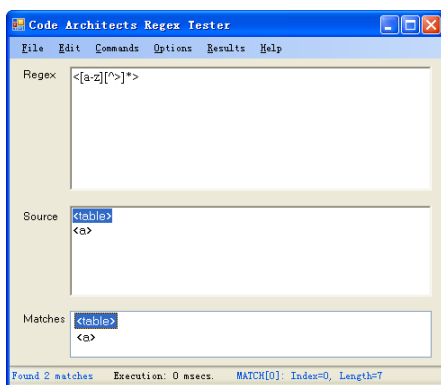 Code Architects Regex Tester
File Edit Commands Options Results Help
Regex
<[a-z][^>]*>
Source
<table>
<a>
Matches
<table>
<a>
Found 2 matches Execution: 0 msecs. MATCH[0]: Index=0, Length=7